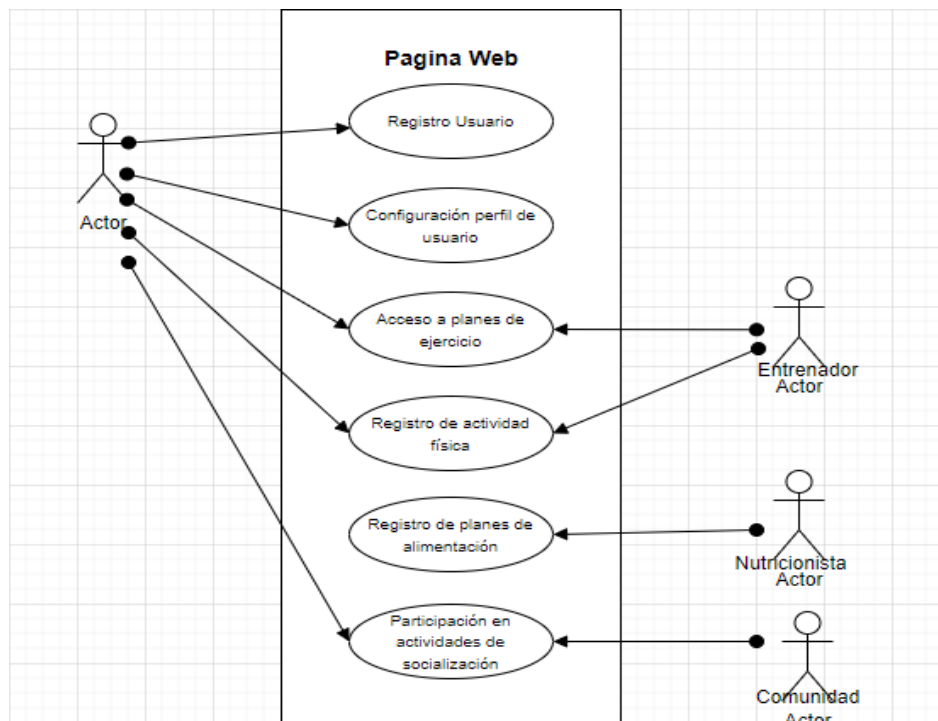 Pagina Web
Registro Usuario
Actor
Configuración perfil de
usuario
Acceso a planes de
ejercicio
Entrenador
Actor
Registro de actividad
física
Registro de planes de
alimentación
Nutricionista
Actor
Participación en
actividades de
socialización
Comunidad
Actor